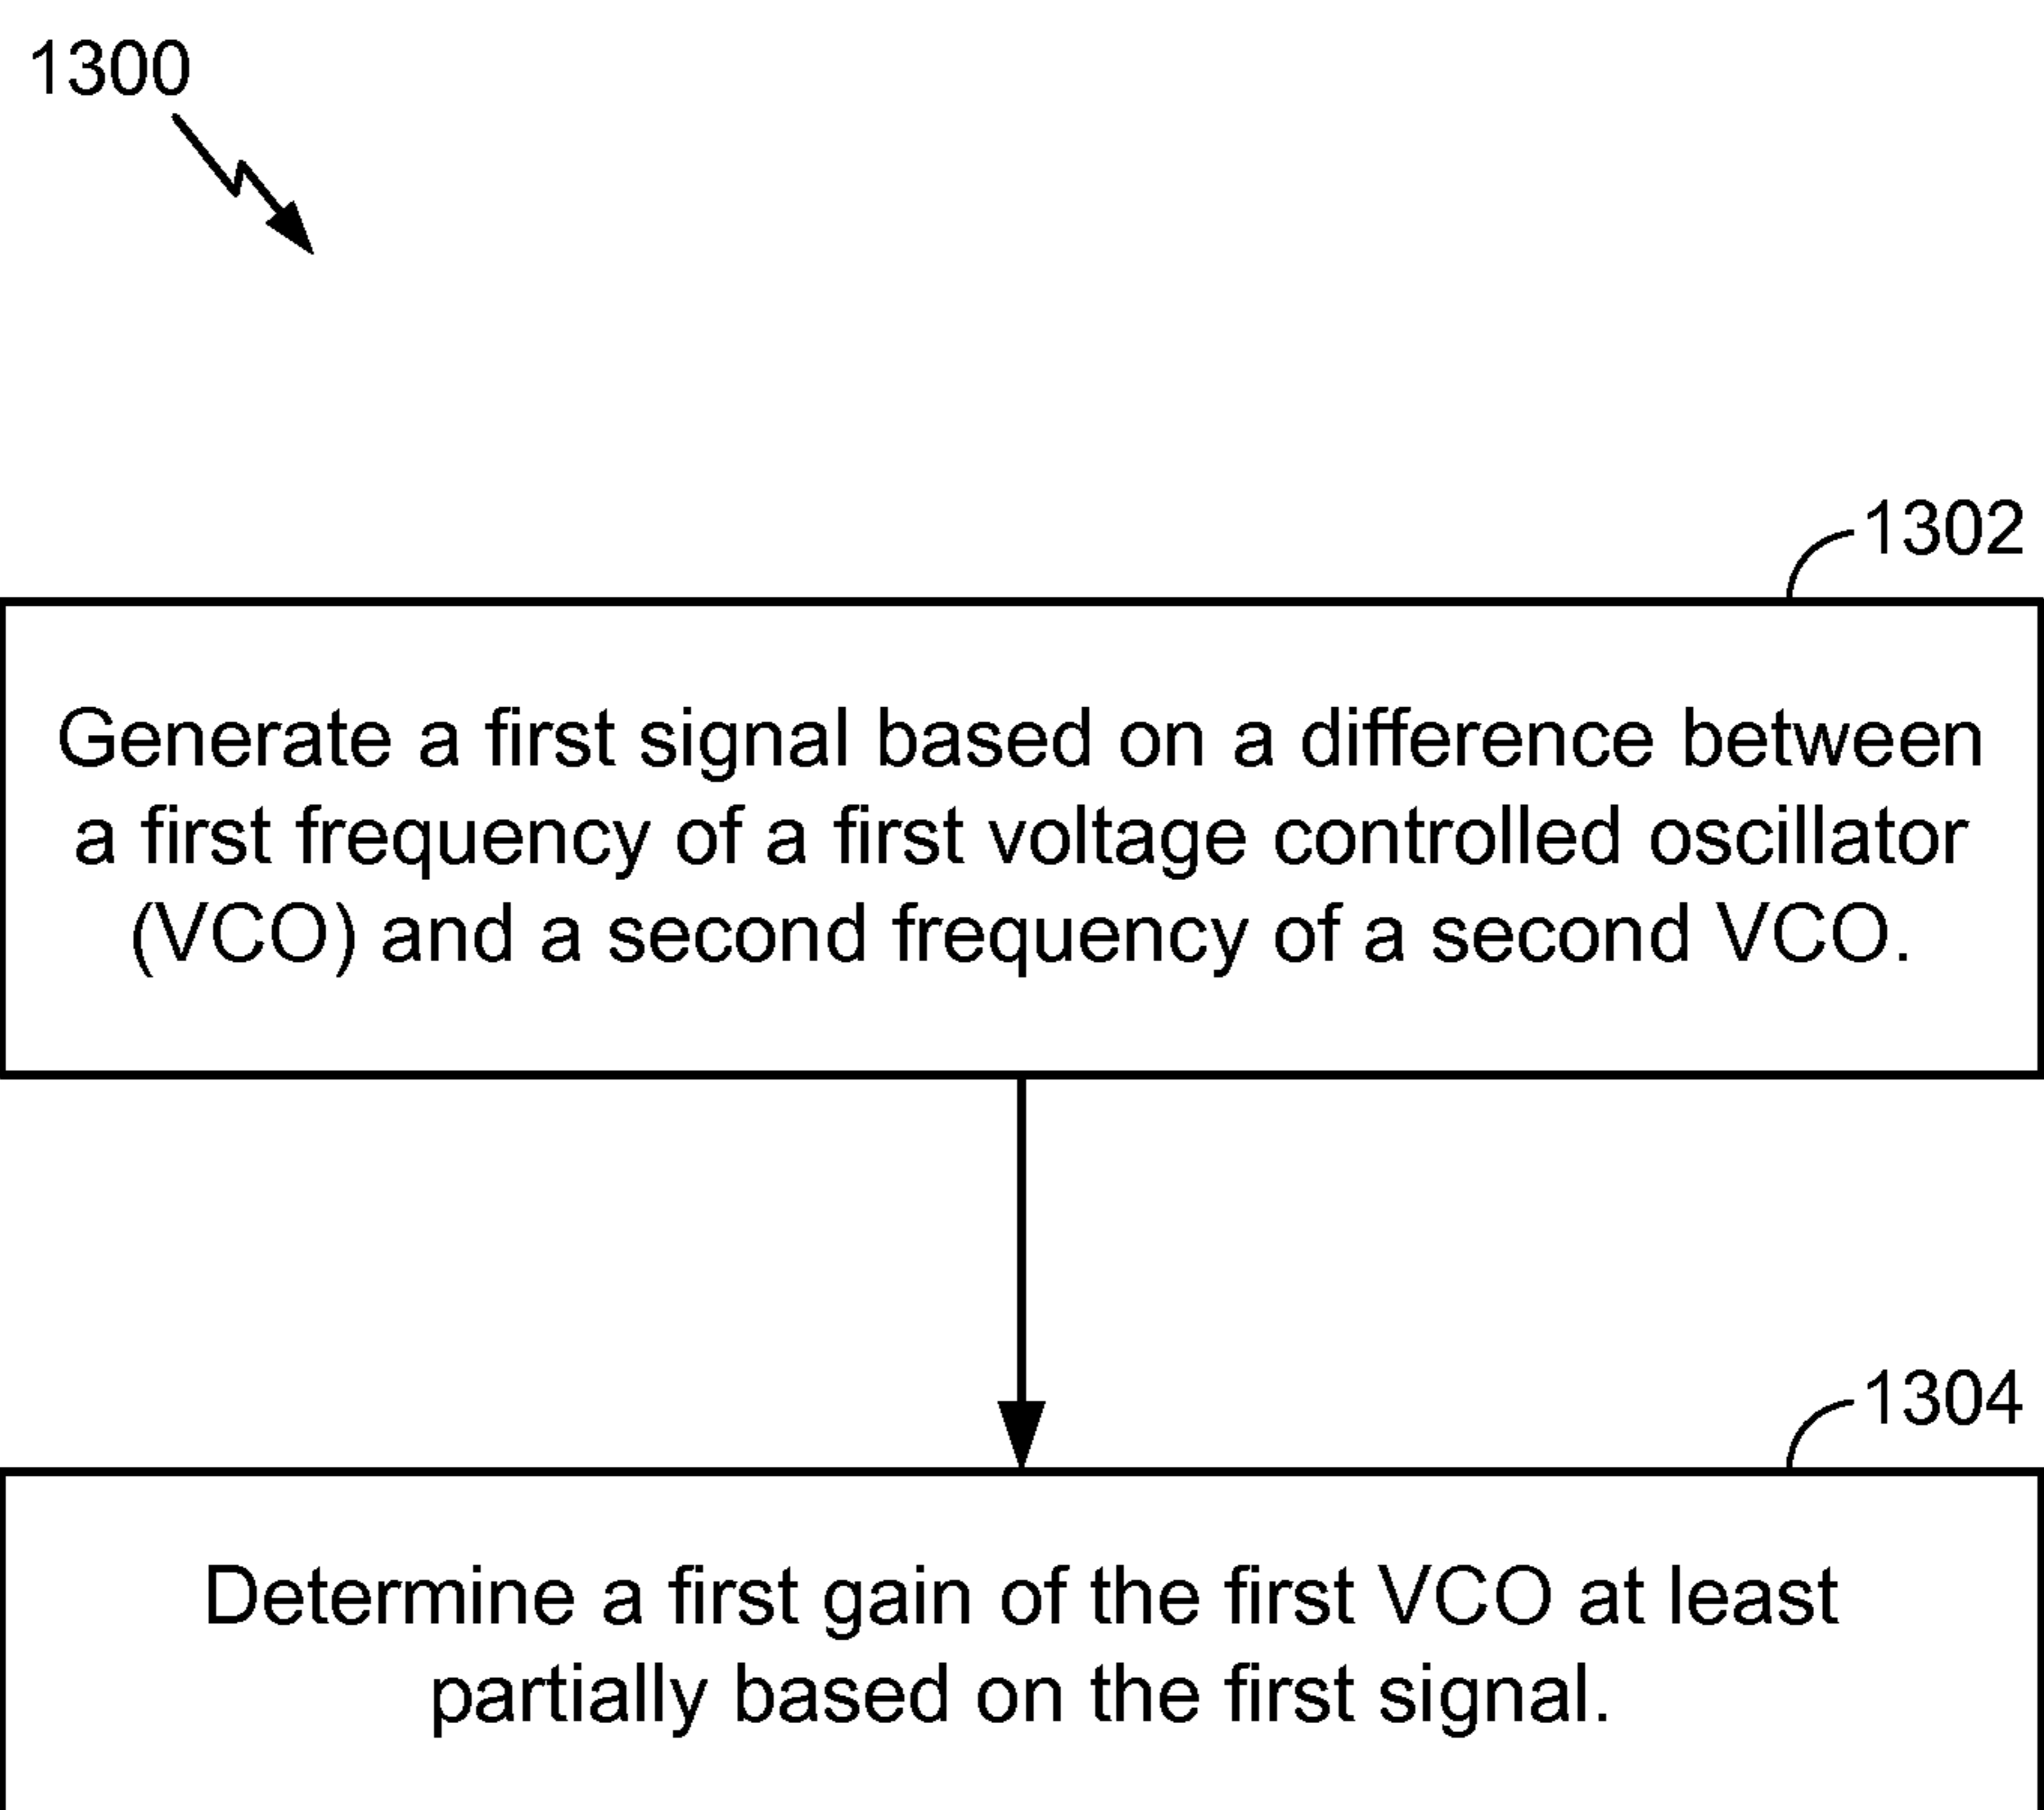 1300
1302
Generate a first signal based on a difference between
a first frequency of a first voltage controlled oscillator
(VCO) and a second frequency of a second VCO.
1304
Determine a first gain of the first VCO at least
partially based on the first signal.